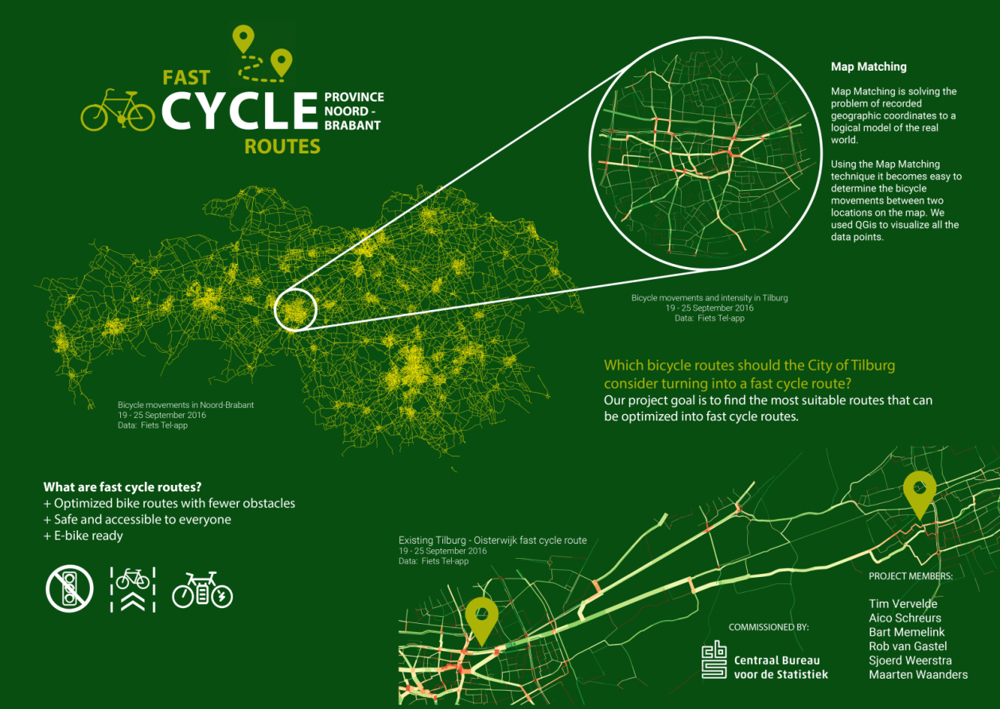 FAST
CYCLE
PROVINCE
NOORD -
BRABANT
ROUTES
Map Matching
Map Matching is solving the
problem of recorded
geographic coordinates to a
logical model of the real
world.
Using the Map Matching
technique it becomes easy to
determine the bicycle
movements between two
locations on the map. We
used QGis to visualize all the
data points.
Bicycle movements and intensity in Tilburg
19 - 25 September 2016
Data: Fiets Tel-app
Which bicycle routes should the City of Tilburg
consider turning into a fast cycle route?
Our project goal is to find the most suitable routes that can
be optimized into fast cycle routes.
Bicycle movements in Noord-Brabant
19 - 25 September 2016
Data: Fiets Tel-app
What are fast cycle routes?
+ Optimized bike routes with fewer obstacles
+ Safe and accessible to everyone
+ E-bike ready
Existing Tilburg - Oisterwijk fast cycle route
19 - 25 September 2016
Data: Fiets Tel-app
COMMISSIONED BY:
cbs
Centraal Bureau
voor de Statistiek
PROJECT MEMBERS:
Tim Vervelde
Aico Schreurs
Bart Memelink
Rob van Gastel
Sjoerd Weerstra
Maarten Waanders